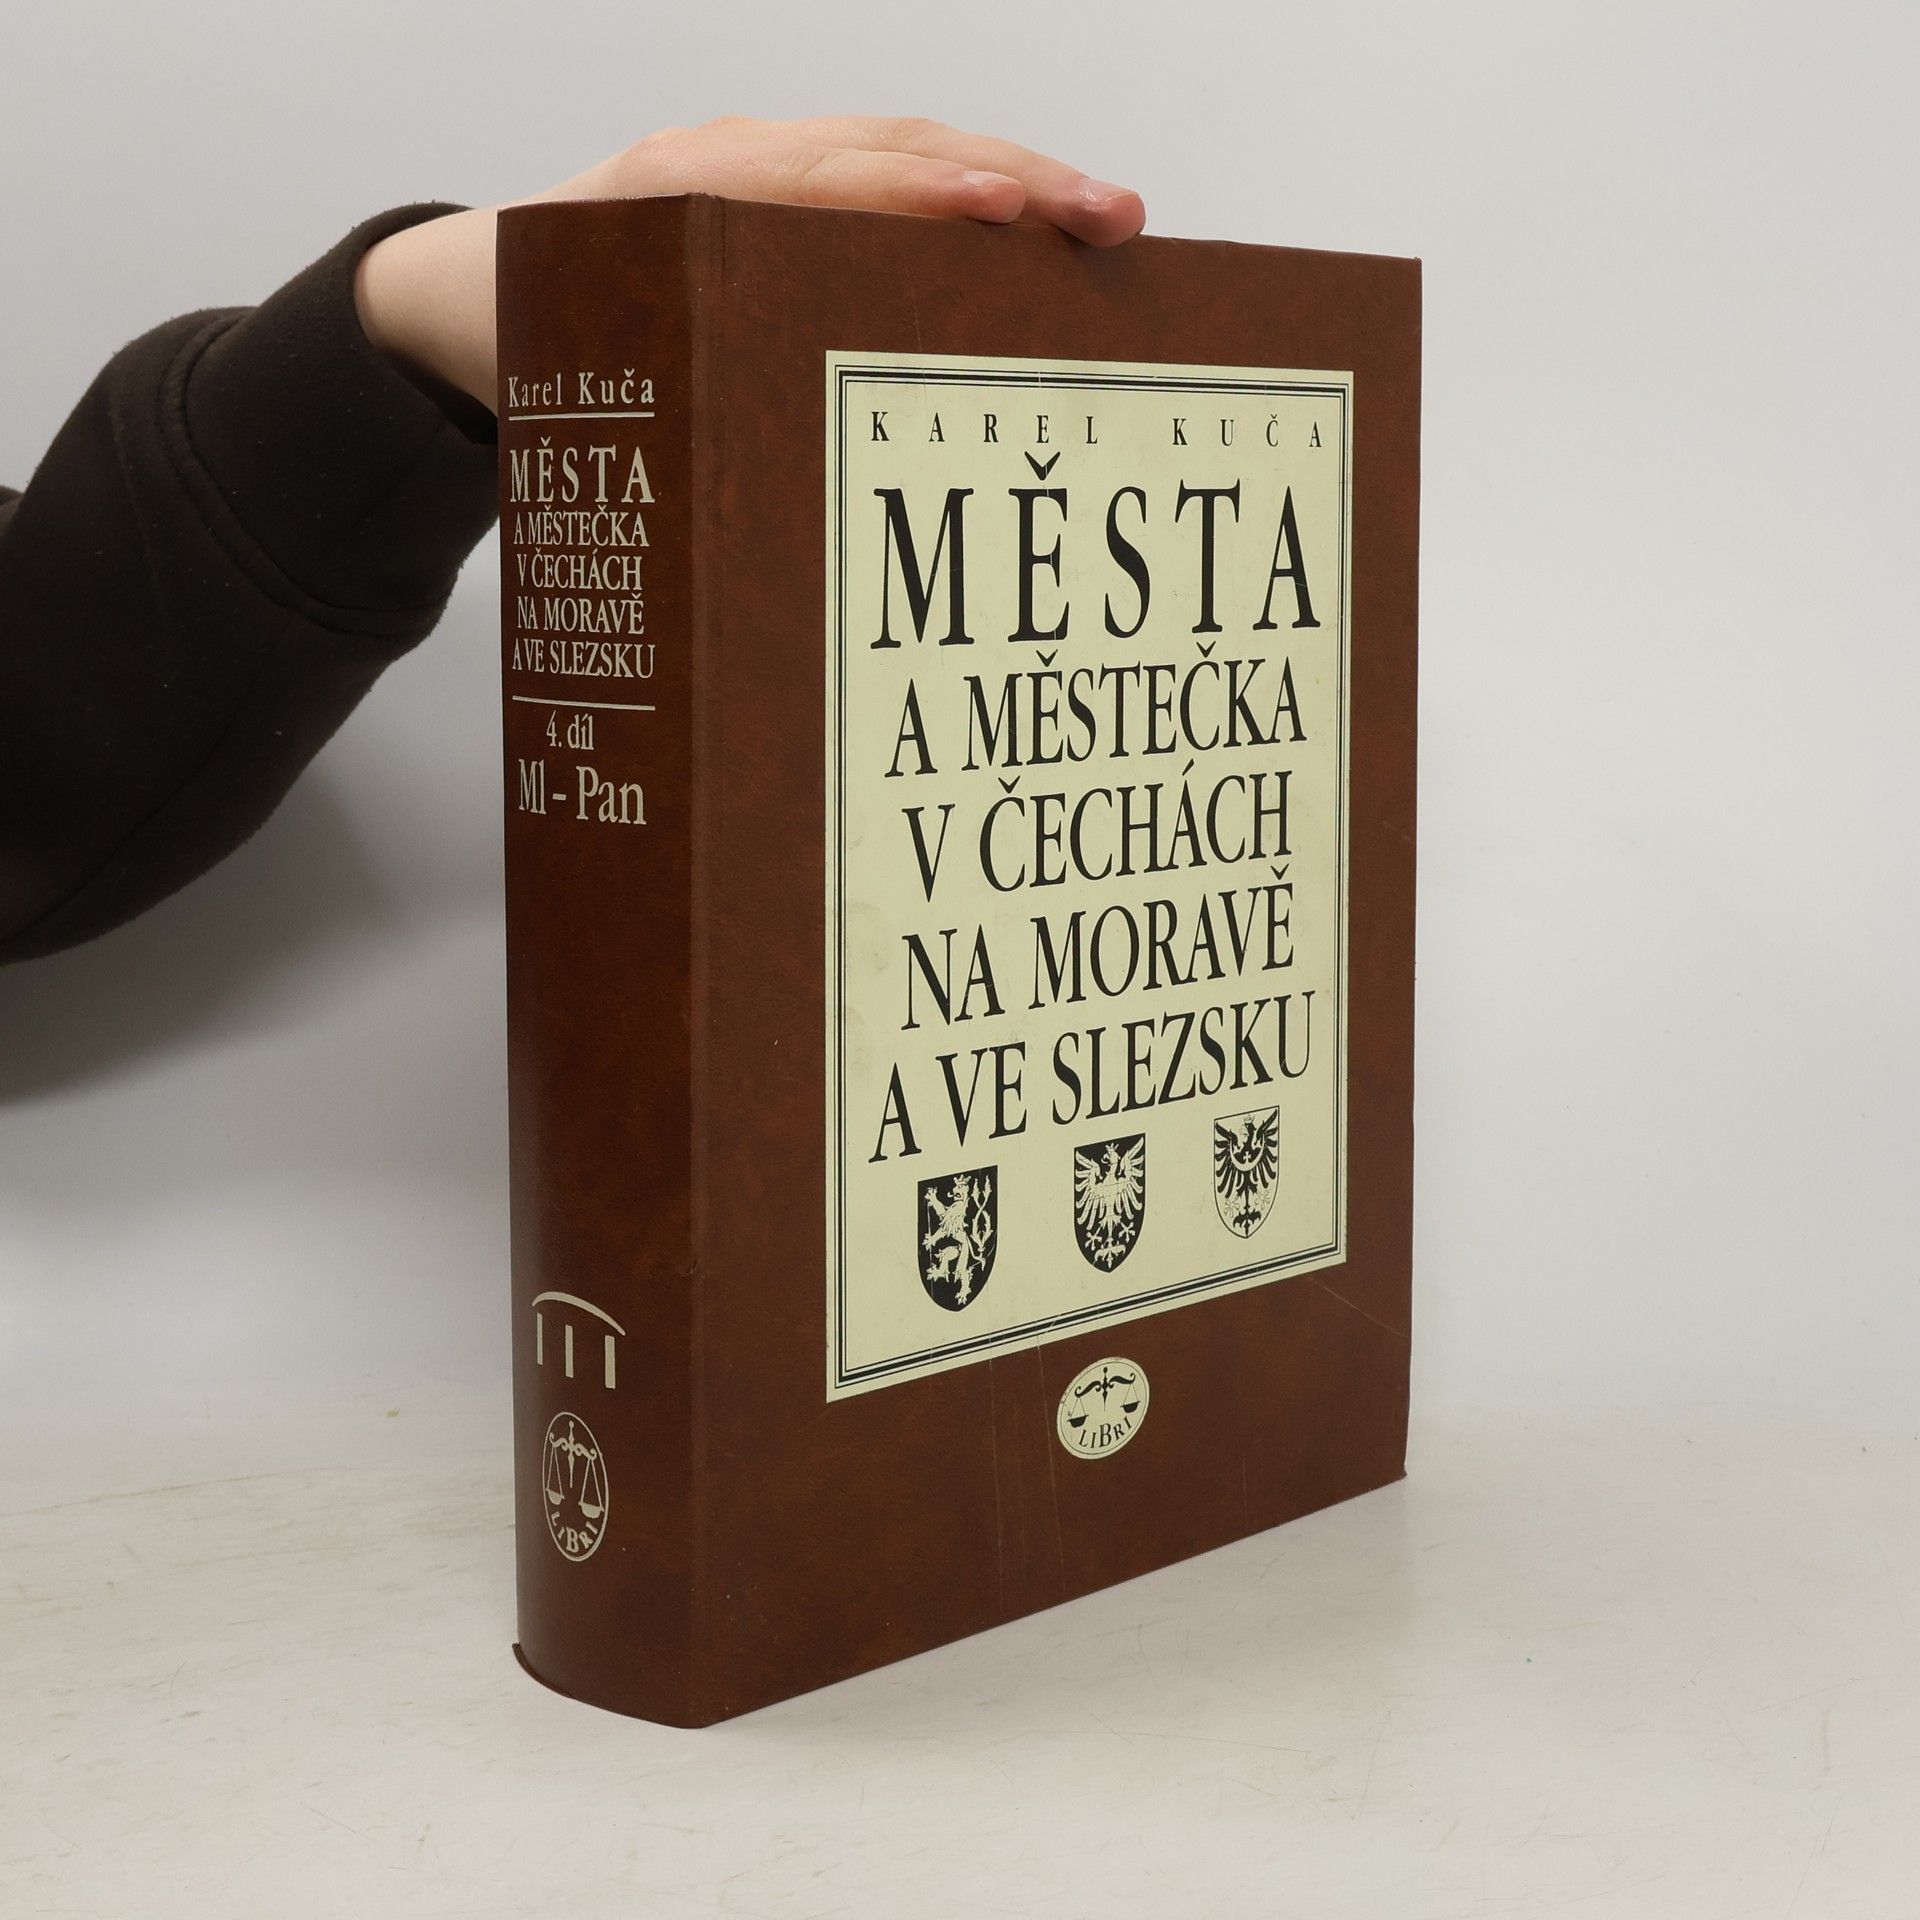 Karel Kuča
MĚSTA
A MĚSTEČKA
V ČECHÁCH
NA MORAVĚ
A VE SLEZSKU
4. díl
Ml – Pan
LIBRI
KAREL KUČA
MĚSTA
A MĚSTEČKA
V ČECHÁCH
NA MORAVĚ
A VE SLEZSKU
LIBRI